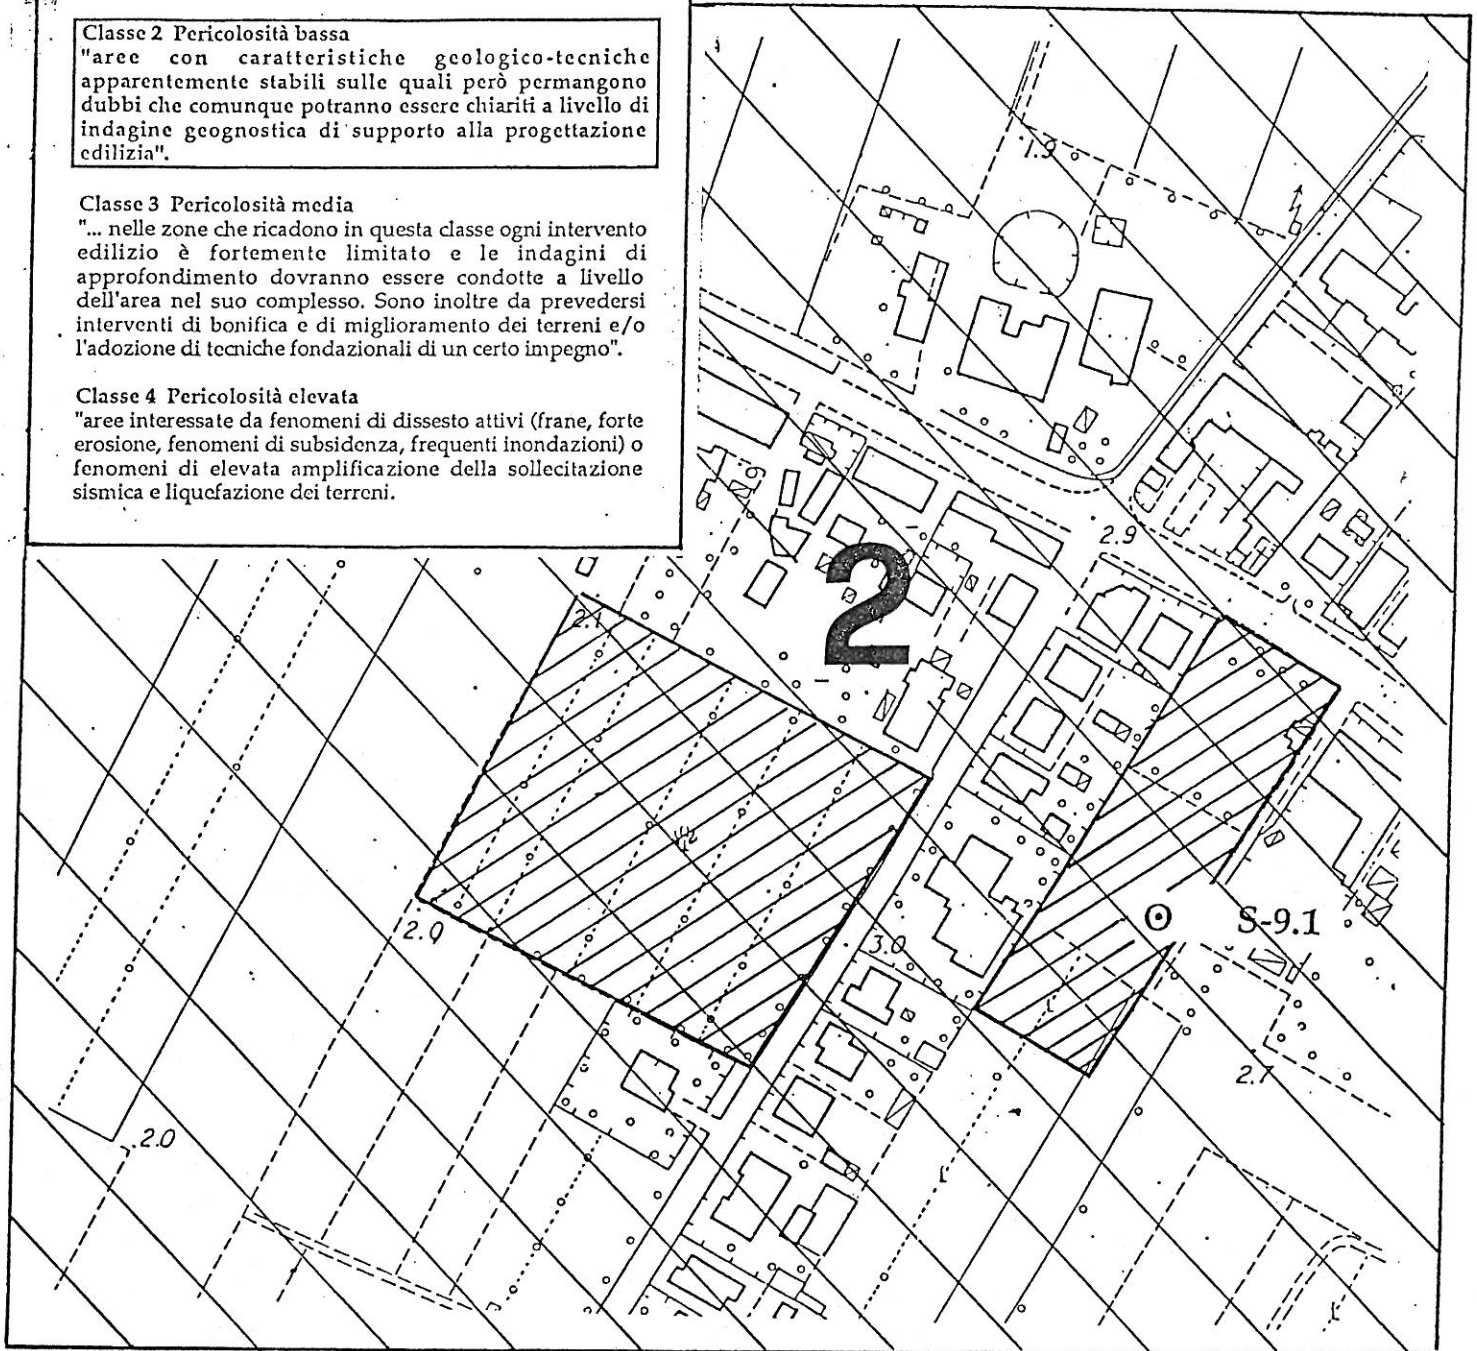 Classe 2 Pericolosità bassa
"aree con caratteristiche geologico-tecniche
apparentemente stabili sulle quali però permangono
dubbi che comunque potranno essere chiariti a livello di
indagine geognostica di supporto alla progettazione
edilizia".
Classe 3 Pericolosità media
"... nelle zone che ricadono in questa classe ogni intervento
edilizio è fortemente limitato e le indagini di
approfondimento dovranno essere condotte a livello
dell'area nel suo complesso. Sono inoltre da prevedersi
interventi di bonifica e di miglioramento dei terreni e/o
l'adozione di tecniche fondazionali di un certo impegno".
Classe 4 Pericolosità elevata
"aree interessate da fenomeni di dissesto attivi (frane, forte
erosione, fenomeni di subsidenza, frequenti inondazioni) o
fenomeni di elevata amplificazione della sollecitazione
sismica e liquefazione dei terreni.
1.9
2.9
2
2.1
S-9.1
3.0
2.7
2.0